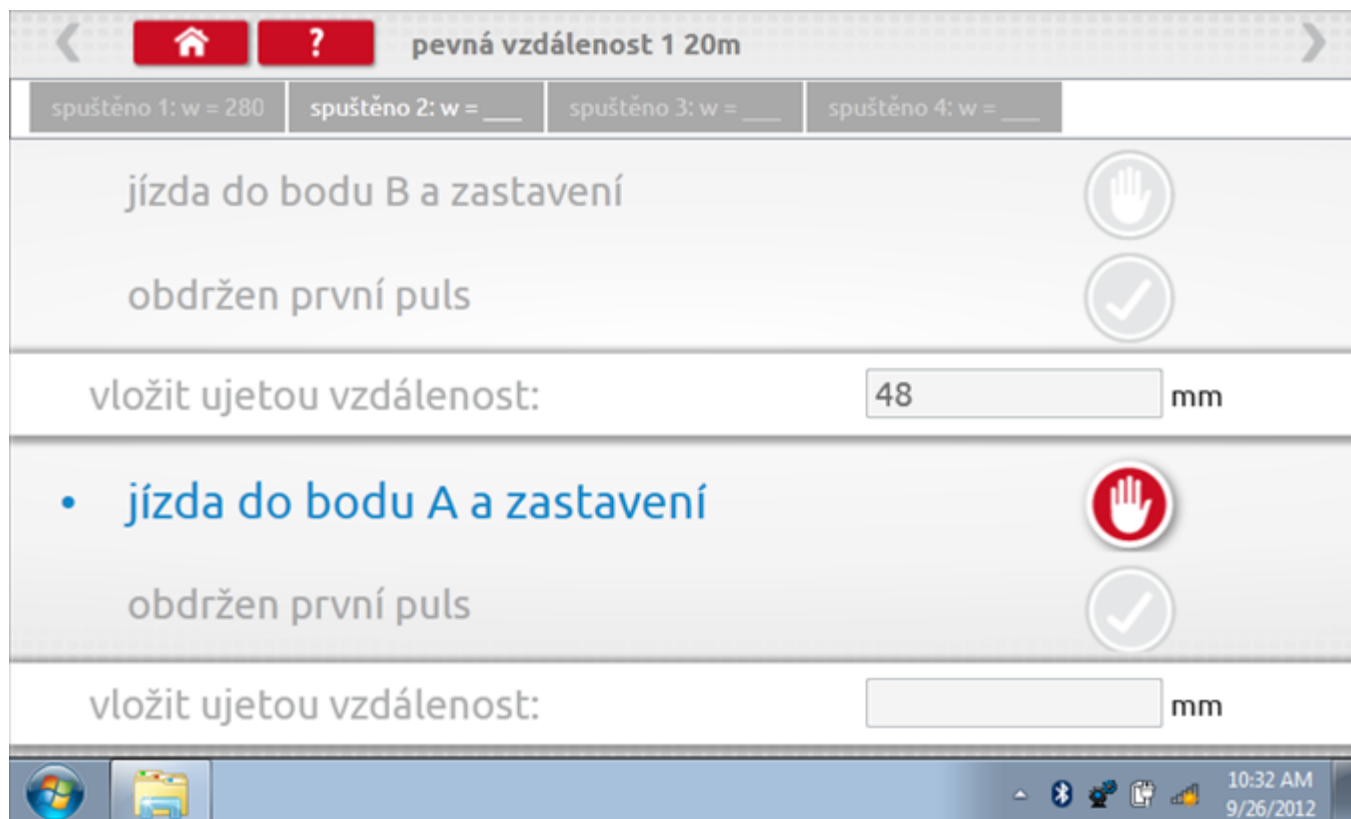 ? pevná vzdálenost 1 20m
spuštěno 1: w = 280 spuštěno 2: w = ___ spuštěno 3: w = ___ spuštěno 4: w = ___
jízda do bodu B a zastavení
obdržen první puls
vložit ujetou vzdálenost: 48 mm
• jízda do bodu A a zastavení
obdržen první puls
vložit ujetou vzdálenost: mm
10:32 AM
9/26/2012